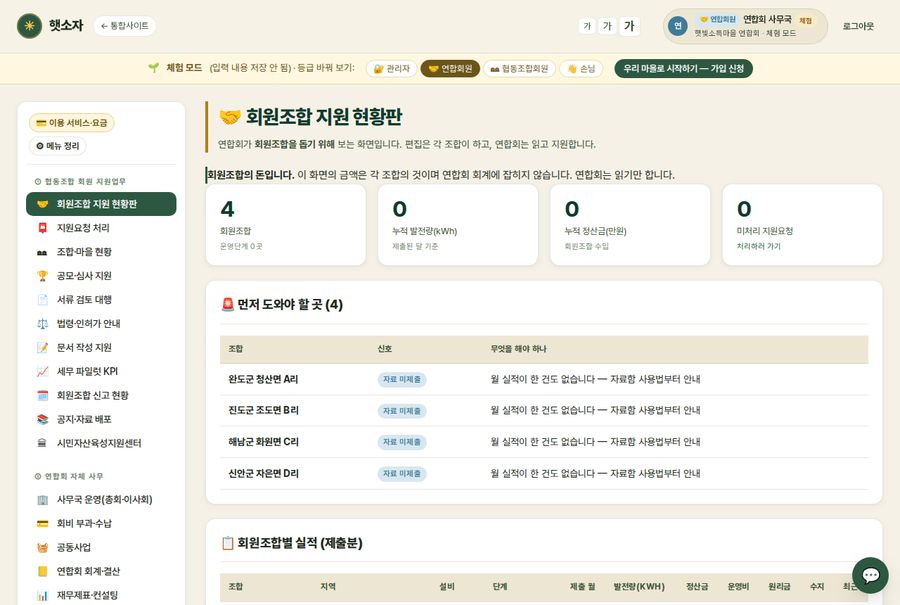 햇소자
← 통합사이트
가 가 가
연
연합회원 연합회 사무국 체험
햇빛소득마을 연합회 · 체험 모드
로그아웃
체험 모드 (입력 내용 저장 안 됨) · 등급 바꿔 보기:
관리자
연합회원
협동조합회원
손님
우리 마을로 시작하기 — 가입 신청
이용 서비스·요금
메뉴 정리
① 협동조합 회원 지원업무
회원조합 지원 현황판
지원요청 처리
조합·마을 현황
공모·심사 지원
서류 검토 대행
법령·인허가 안내
문서 작성 지원
세무 파일럿 KPI
회원조합 신고 현황
공지·자료 배포
시민자산육성지원센터
② 연합회 자체 사무
사무국 운영(총회·이사회)
회비 부과·수납
공동사업
연합회 회계·결산
재무제표·컨설팅
회원조합 지원 현황판
연합회가 회원조합을 돕기 위해 보는 화면입니다. 편집은 각 조합이 하고, 연합회는 읽고 지원합니다.
회원조합의 돈입니다. 이 화면의 금액은 각 조합의 것이며 연합회 회계에 잡히지 않습니다. 연합회는 읽기만 합니다.
4
회원조합
운영단계 0곳
0
누적 발전량(kWh)
제출된 달 기준
0
누적 정산금(만원)
회원조합 수입
0
미처리 지원요청
처리하러 가기
먼저 도와야 할 곳 (4)
조합 신호 무엇을 해야 하나
완도군 청산면 A리 자료 미제출 월 실적이 한 건도 없습니다 — 자료함 사용법부터 안내
진도군 조도면 B리 자료 미제출 월 실적이 한 건도 없습니다 — 자료함 사용법부터 안내
해남군 화원면 C리 자료 미제출 월 실적이 한 건도 없습니다 — 자료함 사용법부터 안내
신안군 자은면 D리 자료 미제출 월 실적이 한 건도 없습니다 — 자료함 사용법부터 안내
회원조합별 실적 (제출분)
조합 지역 설비 단계 제출 월 발전량(KWH) 정산금 운영비 원리금 수지 최근